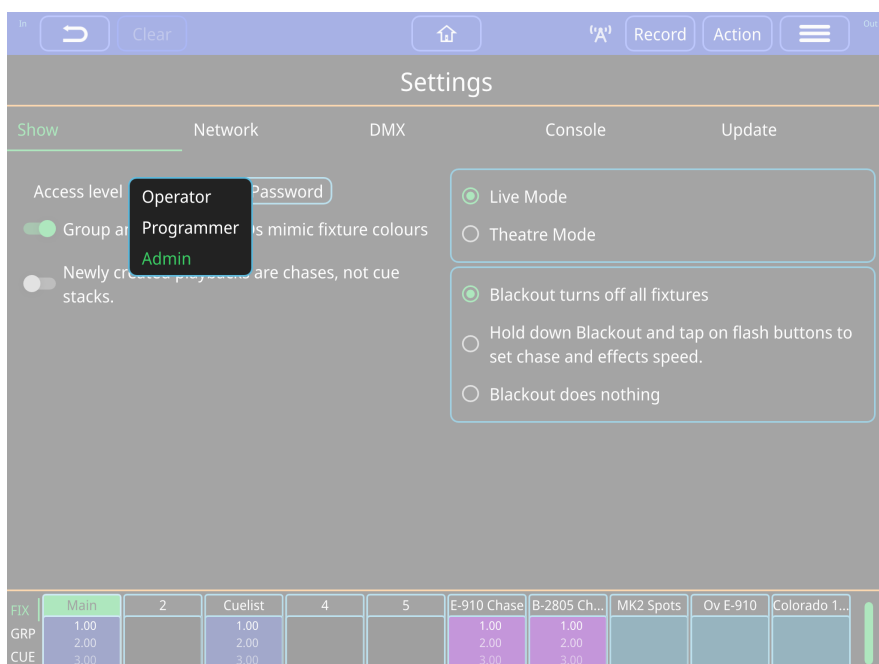 In
Clear
Record
Action
Out
Settings
Show
Network
DMX
Console
Update
Access level
Password
Operator
Programmer
Admin
Group ar
s mimic fixture colours
Newly created playbacks are chases, not cue
stacks.
Live Mode
Theatre Mode
Blackout turns off all fixtures
Hold down Blackout and tap on flash buttons to
set chase and effects speed.
Blackout does nothing
FIX
GRP
CUE
Main
2
Cuelist
4
5
E-910 Chase
B-2805 Ch...
MK2 Spots
Ov E-910
Colorado 1...
1.00
1.00
1.00
1.00
2.00
2.00
2.00
2.00
3.00
3.00
3.00
3.00